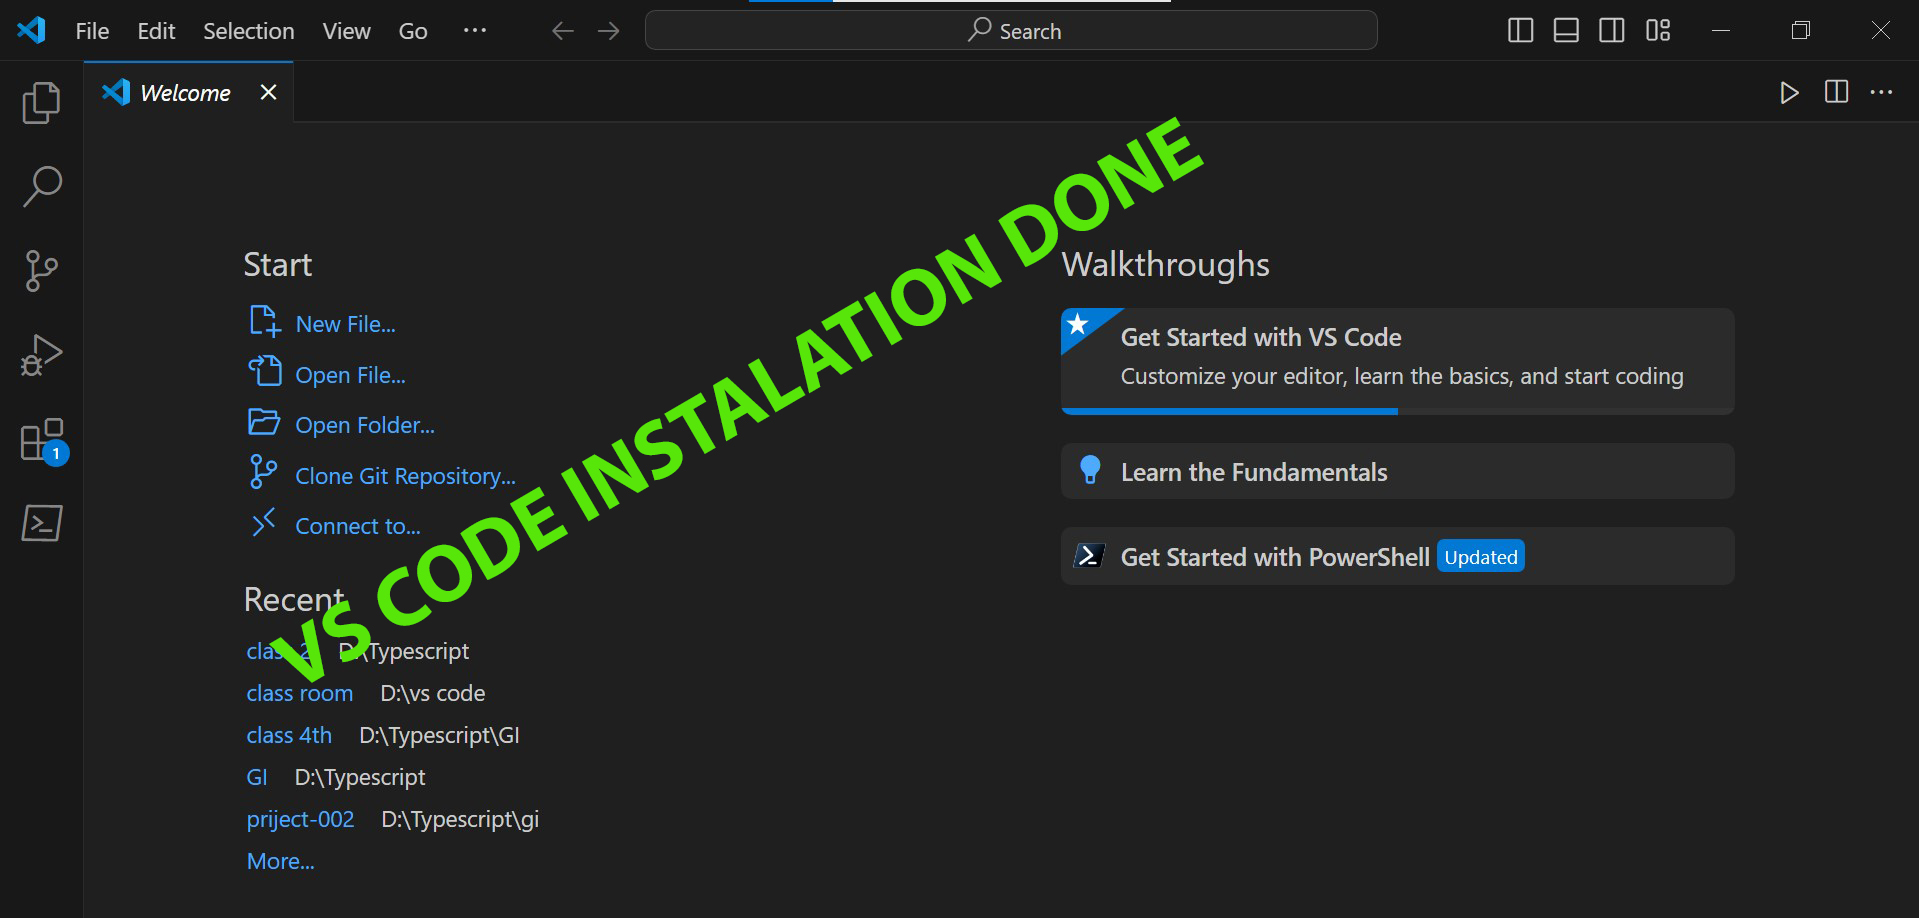 File Edit Selection View Go ···
Search
Welcome
Start
New File...
Open File...
Open Folder...
Clone Git Repository...
Connect to...
Recent
class 2 D:\Typescript
class room D:\vs code
class 4th D:\Typescript\GI
GI D:\Typescript
priject-002 D:\Typescript\gi
More...
Walkthroughs
Get Started with VS Code
Customize your editor, learn the basics, and start coding
Learn the Fundamentals
Get Started with PowerShell Updated
1
VS CODE INSTALATION DONE